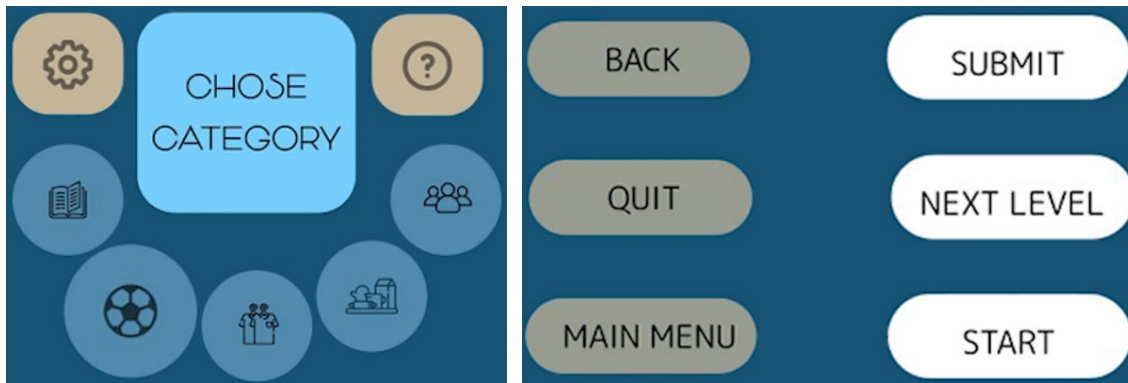 ?
CHOSE
CATEGORY
BACK
SUBMIT
QUIT
NEXT LEVEL
MAIN MENU
START